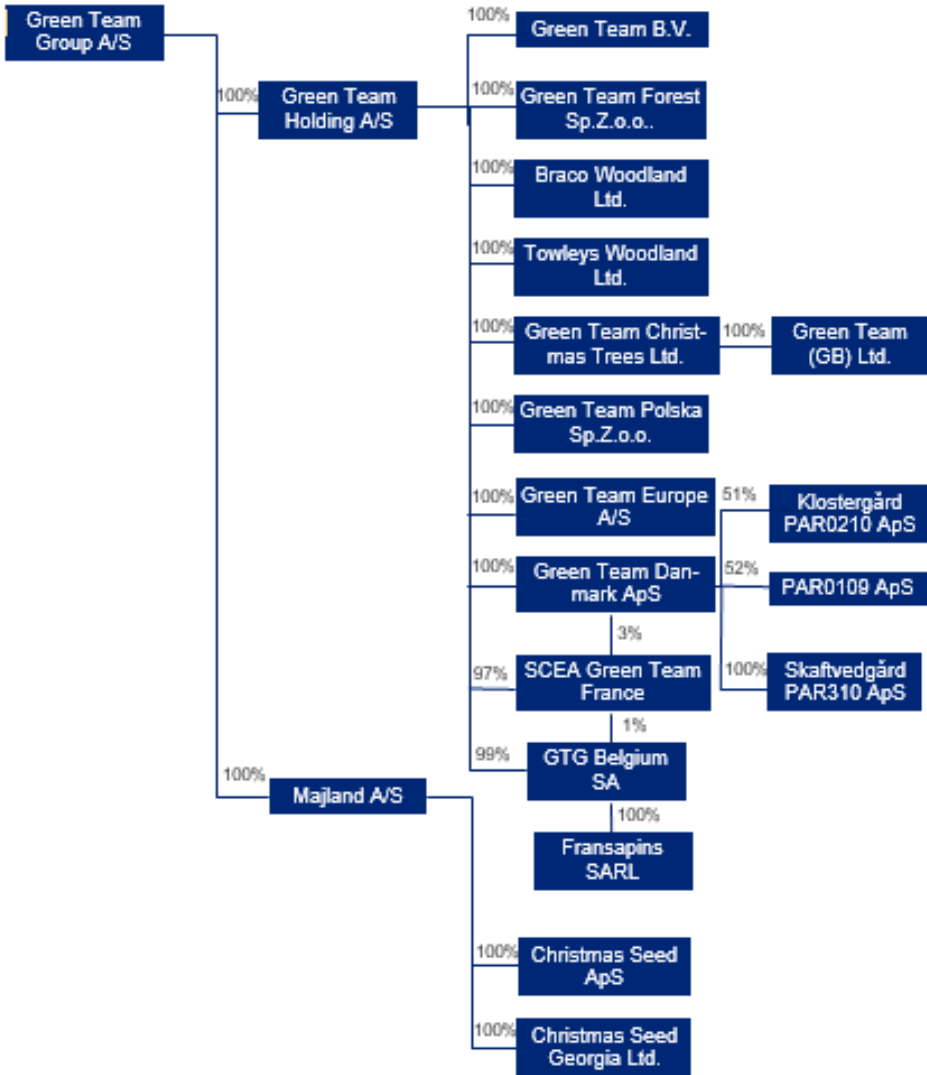 Green Team
Group A/S
100%
Green Team
Holding A/S
100%
Green Team B.V.
100%
Green Team Forest
Sp.Z.o.o..
100%
Braco Woodland
Ltd.
100%
Towleys Woodland
Ltd.
100%
Green Team Christ-
mas Trees Ltd.
100%
Green Team
(GB) Ltd.
100%
Green Team Polska
Sp.Z.o.o.
100%
Green Team Europe
A/S
51%
Klostergård
PAR0210 ApS
100%
Green Team Dan-
mark ApS
52%
PAR0109 ApS
3%
97%
SCEA Green Team
France
100%
Skaftvedgård
PAR310 ApS
1%
99%
GTG Belgium
SA
100%
Majland A/S
100%
Fransapins
SARL
100%
Christmas Seed
ApS
100%
Christmas Seed
Georgia Ltd.